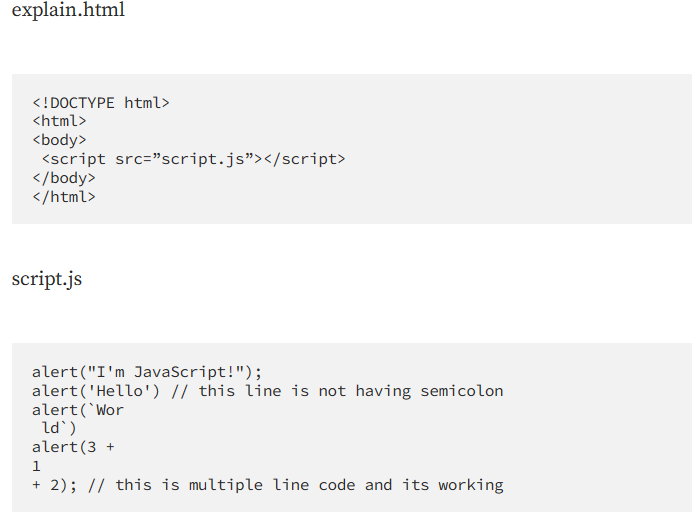 explain.html
<!DOCTYPE html>
<html>
<body>
 <script src=”script.js”></script>
</body>
</html>
script.js
alert("I'm JavaScript!");
alert('Hello') // this line is not having semicolon
alert(`Wor
 ld`)
alert(3 +
1
+ 2); // this is multiple line code and its working